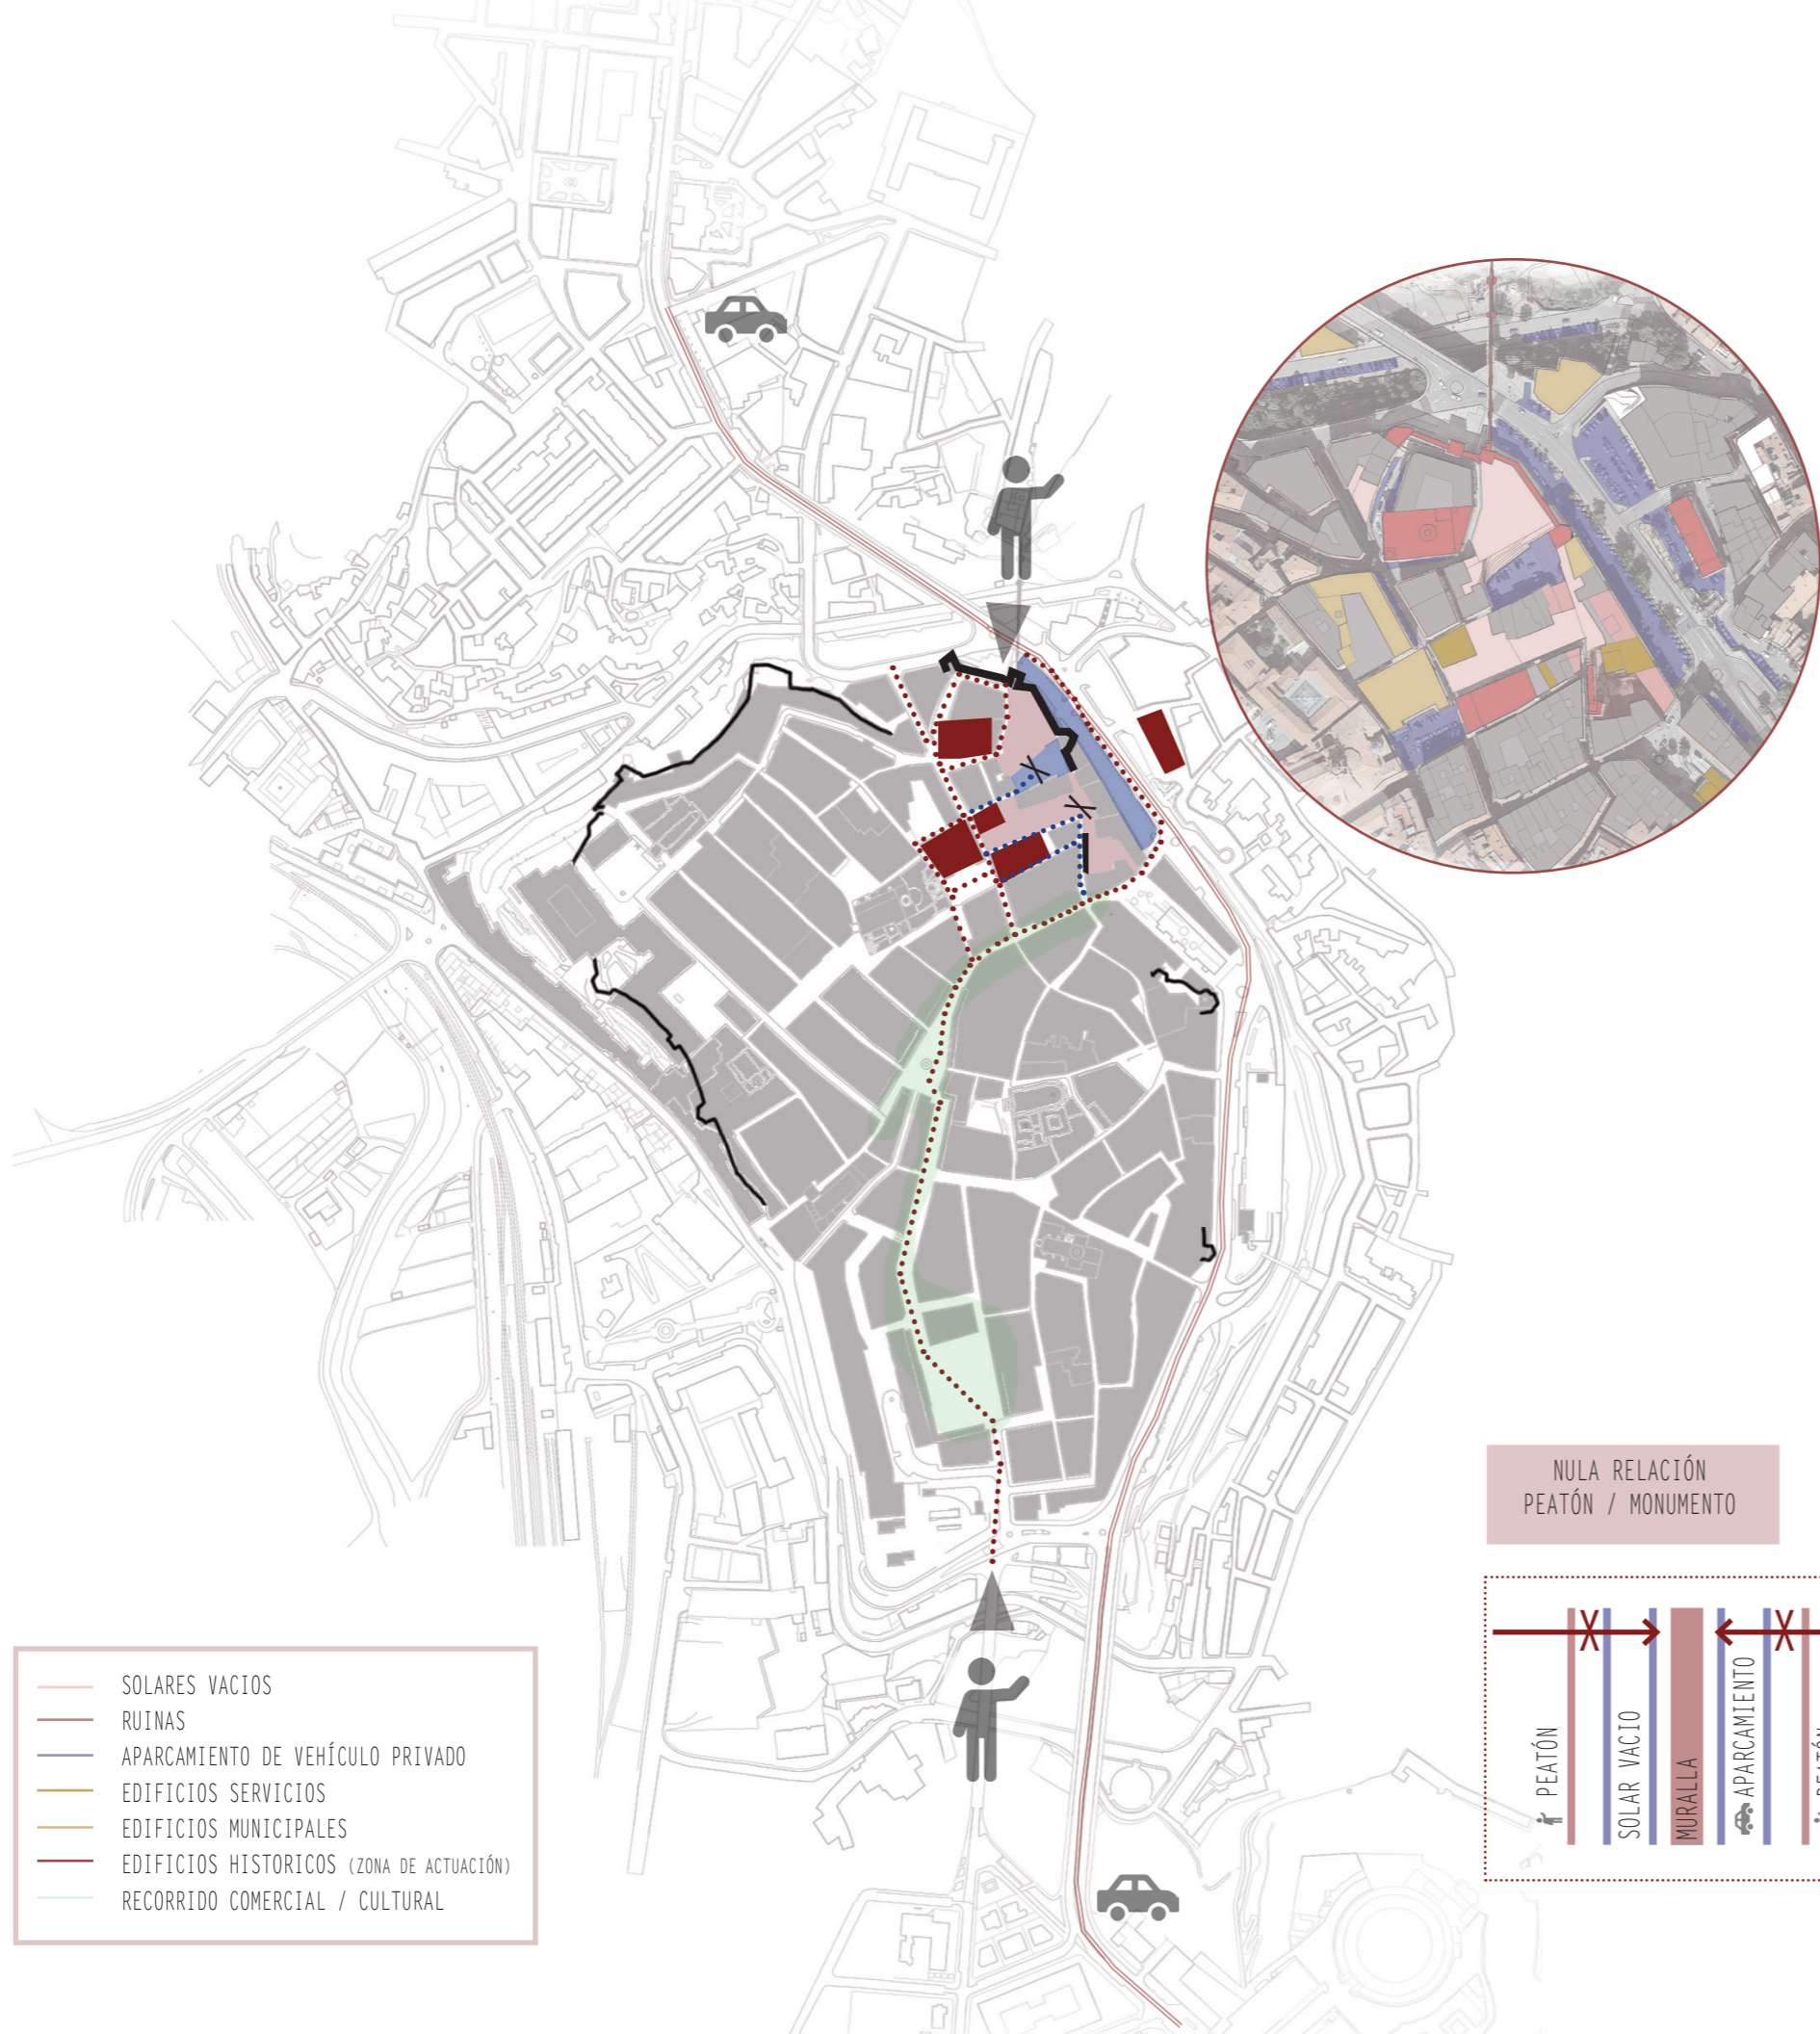 NULA RELACIÓN
PEATÓN / MONUMENTO
PEATÓN
SOLAR VACIO
MURALLA
APARCAMIENTO
SOLARES VACIOS
RUINAS
APARCAMIENTO DE VEHÍCULO PRIVADO
EDIFICIOS SERVICIOS
EDIFICIOS MUNICIPALES
EDIFICIOS HISTORICOS (ZONA DE ACTUACIÓN)
RECORRIDO COMERCIAL / CULTURAL